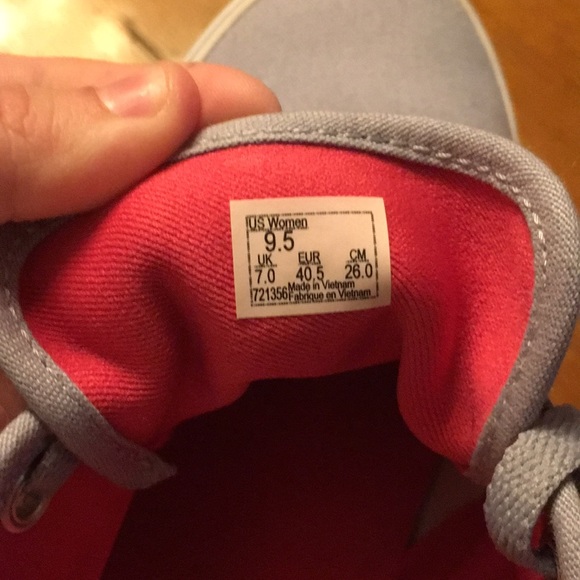 US Women
9.5
UK EUR CM
7.0 40.5 26.0
721356 Made in Vietnam
Fabrique en Vietnam